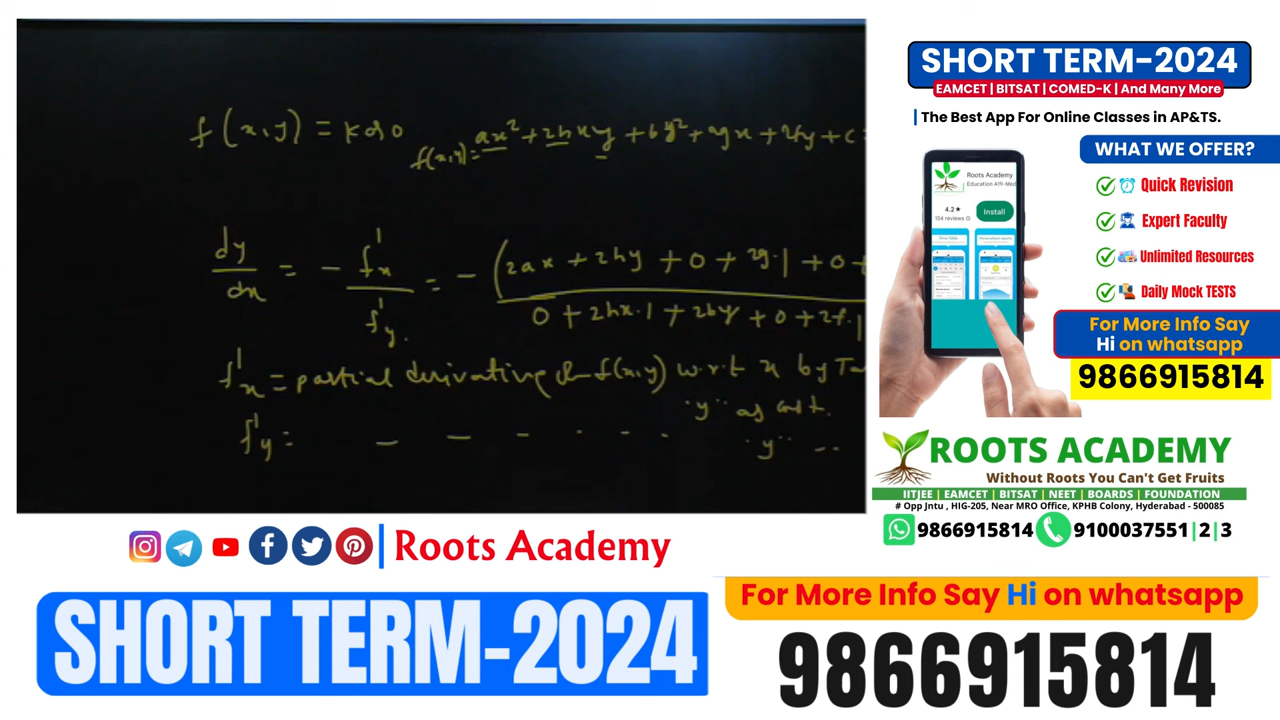 f(x,y) = K or 0
f(x,y) = ax² + 2hxy + by² + 2gx + 2fy + c =
dy/dx = - f'x / f'y = - (2ax + 2hy + 0 + 2g.1 + 0 + / 0 + 2hx.1 + 2by + 0 + 2f.1
f'x = partial derivative of f(x,y) w.r.t x by
"y" as
f'y = - - - - - - "y" --
SHORT TERM-2024
EAMCET | BITSAT | COMED-K | And Many More
| The Best App For Online Classes in AP&TS.
WHAT WE OFFER?
Quick Revision
Expert Faculty
Unlimited Resources
Daily Mock TESTS
Roots Academy
Education
4.2★
Install
For More Info Say
Hi on whatsapp
9866915814
ROOTS ACADEMY
Without Roots You Can't Get Fruits
IITJEE | EAMCET | BITSAT | NEET | BOARDS | FOUNDATION
# Opp Jntu , HIG-205, Near MRO Office, KPHB Colony, Hyderabad - 500085
9866915814 9100037551|2|3
| Roots Academy
SHORT TERM-2024
For More Info Say Hi on whatsapp
9866915814